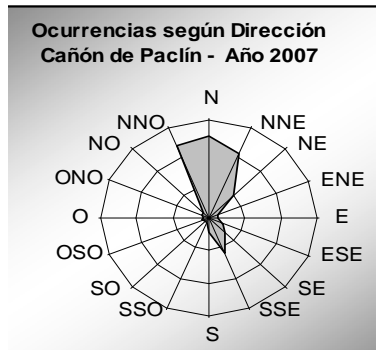 Ocurrencias según Dirección
Cañón de Paclín - Año 2007
N
NNO NNE
NO NE
ONO ENE
O E
OSO ESE
SO SE
SSO SSE
S